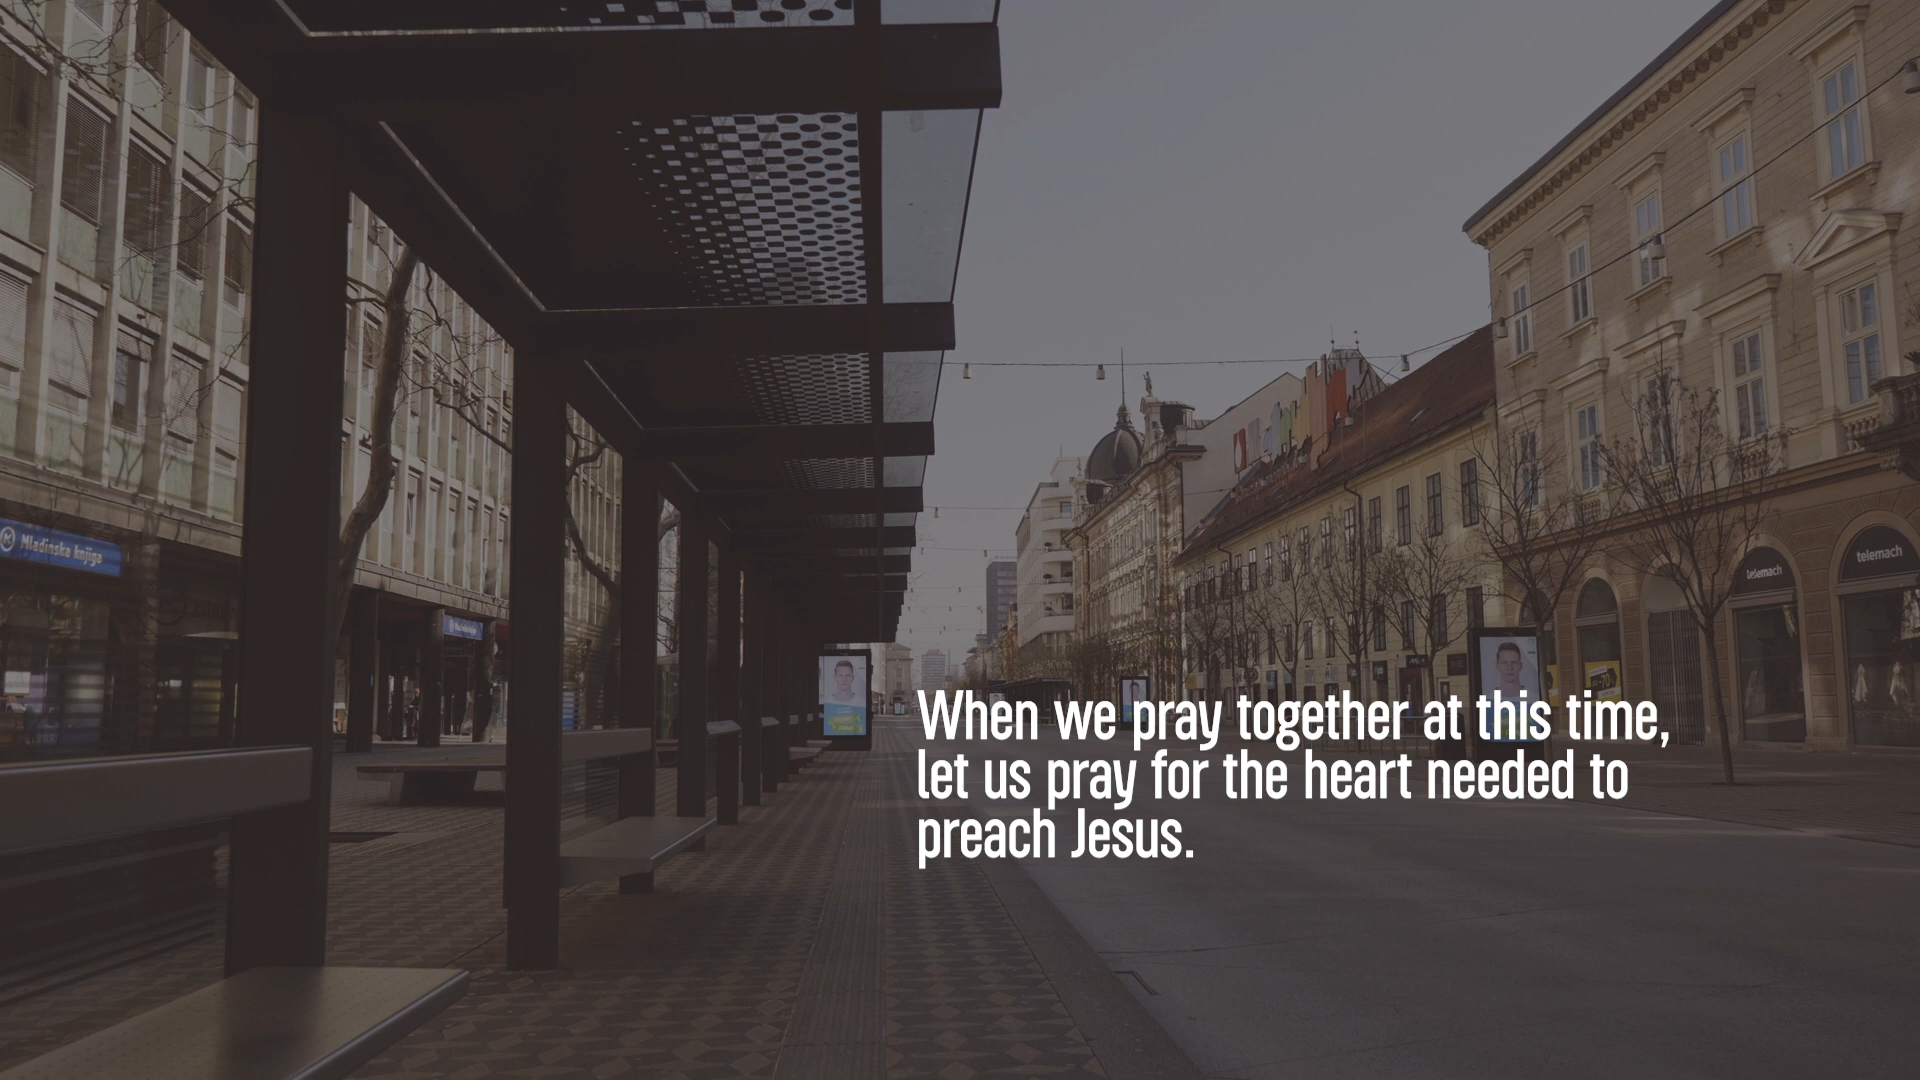 Mladinska knjiga
telemach
telemach
When we pray together at this time,
let us pray for the heart needed to
preach Jesus.